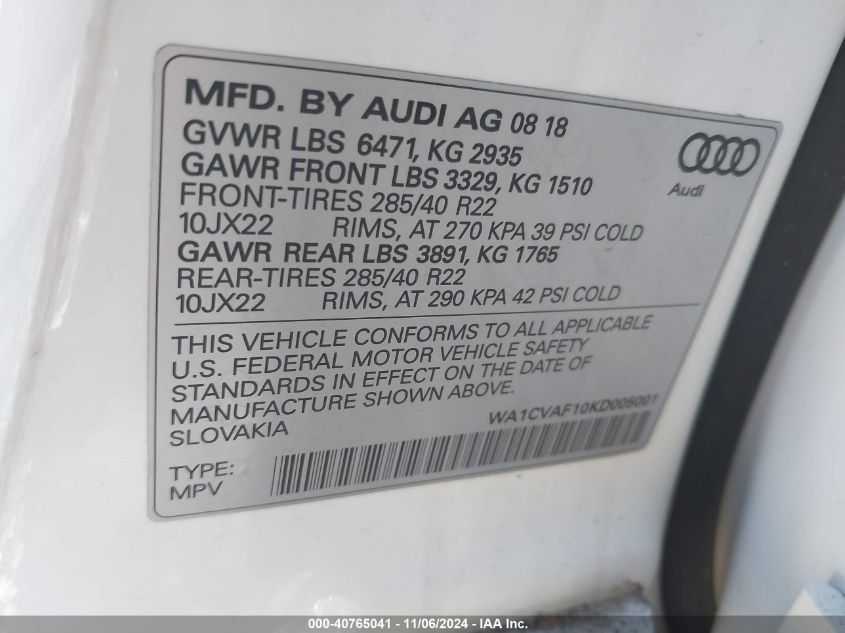 MFD. BY AUDI AG 08 18
GVWR LBS 6471, KG 2935
GAWR FRONT LBS 3329, KG 1510
FRONT-TIRES 285/40 R22
10JX22 RIMS, AT 270 KPA 39 PSI COLD
GAWR REAR LBS 3891, KG 1765
REAR-TIRES 285/40 R22
10JX22 RIMS, AT 290 KPA 42 PSI COLD
Audi
THIS VEHICLE CONFORMS TO ALL APPLICABLE
U.S. FEDERAL MOTOR VEHICLE SAFETY
STANDARDS IN EFFECT ON THE DATE OF
MANUFACTURE SHOWN ABOVE.
SLOVAKIA
WA1CVAF10KD005001
TYPE:
MPV
000-40765041 - 11/06/2024 - IAA Inc.